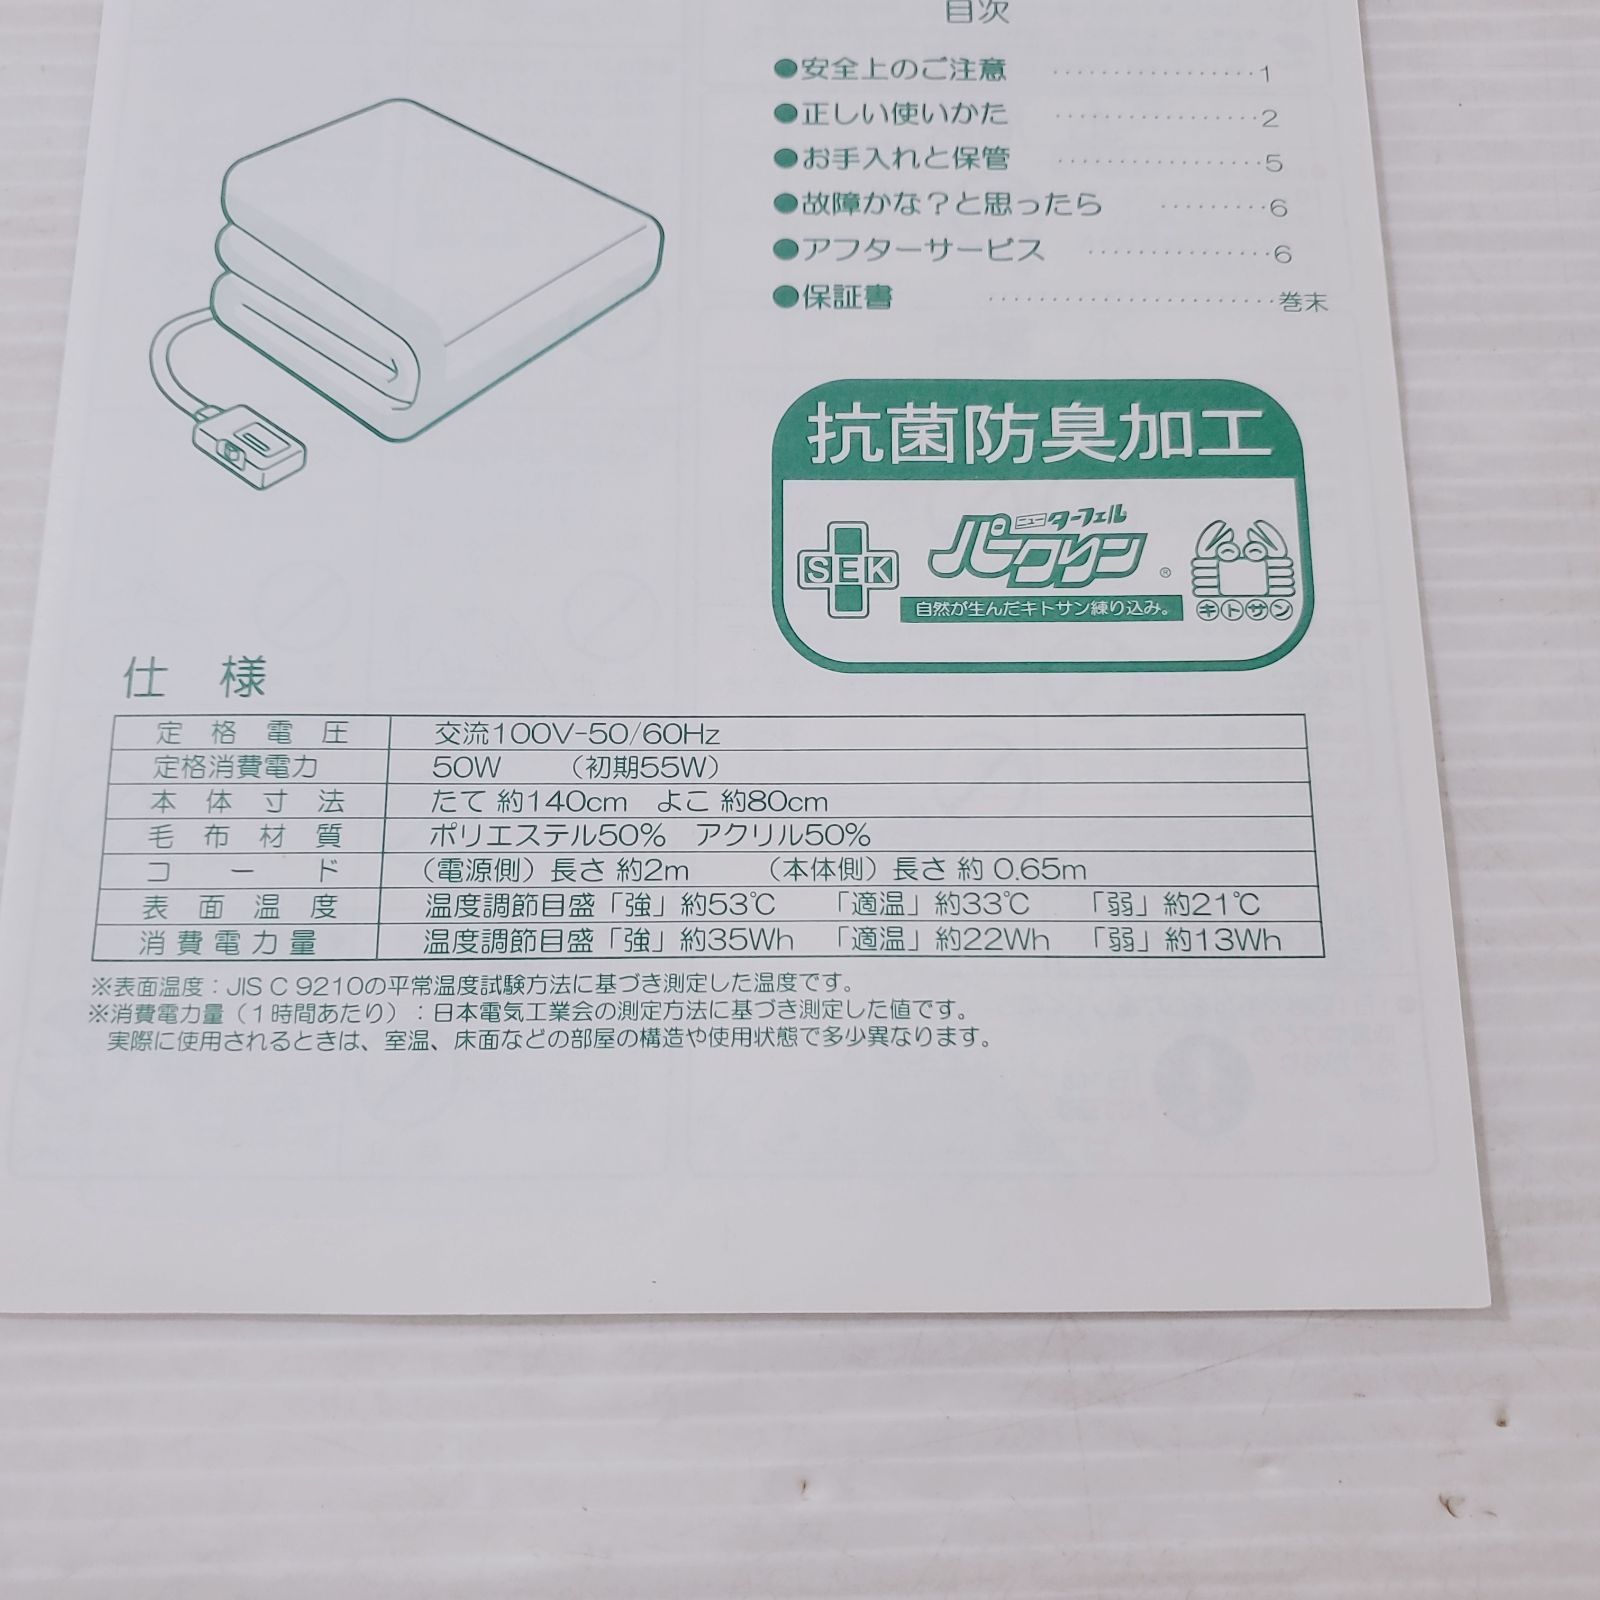 目次
●安全上のご注意 ·················1
●正しい使いかた ·················2
●お手入れと保管 ·················5
●故障かな？と思ったら ·········6
●アフターサービス ···············6
●保証書 ·······················巻末
抗菌防臭加工
SEK
ニューターフェル
パークリン®
自然が生んだキトサン練り込み。
キトサン
仕 様
定格電圧 交流100V-50/60Hz
定格消費電力 50W （初期55W）
本体寸法 たて 約140cm よこ 約80cm
毛布材質 ポリエステル50% アクリル50%
コード （電源側）長さ 約2m （本体側）長さ 約 0.65m
表面温度 温度調節目盛「強」約53℃ 「適温」約33℃ 「弱」約21℃
消費電力量 温度調節目盛「強」約35Wh 「適温」約22Wh 「弱」約13Wh
※表面温度：JIS C 9210の平常温度試験方法に基づき測定した温度です。
※消費電力量（1時間あたり）：日本電気工業会の測定方法に基づき測定した値です。
実際に使用されるときは、室温、床面などの部屋の構造や使用状態で多少異なります。